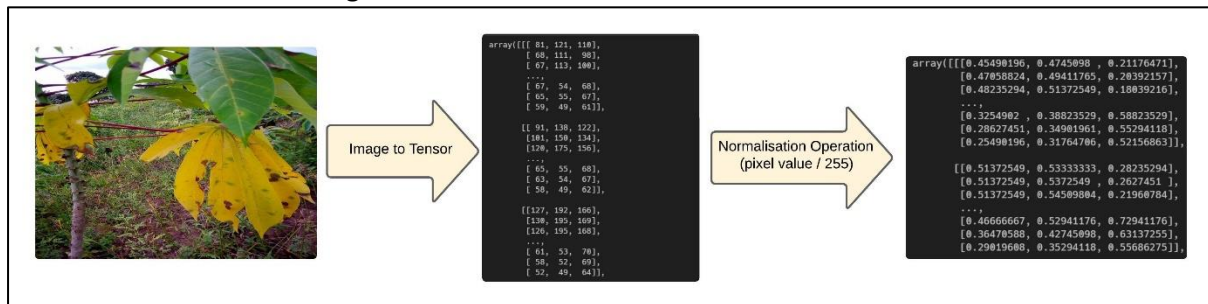 Image to Tensor
array([[[ 81, 121, 110],
[ 68, 111, 98],
[ 67, 113, 100],
...,
[ 67, 54, 68],
[ 65, 55, 67],
[ 59, 49, 61]],
[[ 91, 138, 122],
[101, 150, 134],
[120, 175, 156],
...,
[ 65, 55, 68],
[ 63, 54, 67],
[ 58, 49, 62]],
[[127, 192, 166],
[130, 195, 169],
[126, 195, 168],
...,
[ 61, 53, 70],
[ 58, 52, 69],
[ 52, 49, 64]],
Normalisation Operation
(pixel value / 255)
array([[[0.45490196, 0.4745098 , 0.21176471],
[0.47058824, 0.49411765, 0.20392157],
[0.48235294, 0.51372549, 0.18039216],
...,
[0.3254902 , 0.38823529, 0.58823529],
[0.28627451, 0.34901961, 0.55294118],
[0.25490196, 0.31764706, 0.52156863]],
[[0.51372549, 0.53333333, 0.28235294],
[0.51372549, 0.5372549 , 0.2627451 ],
[0.51372549, 0.54509804, 0.21960784],
...,
[0.46666667, 0.52941176, 0.72941176],
[0.36470588, 0.42745098, 0.63137255],
[0.29019608, 0.35294118, 0.55686275]],